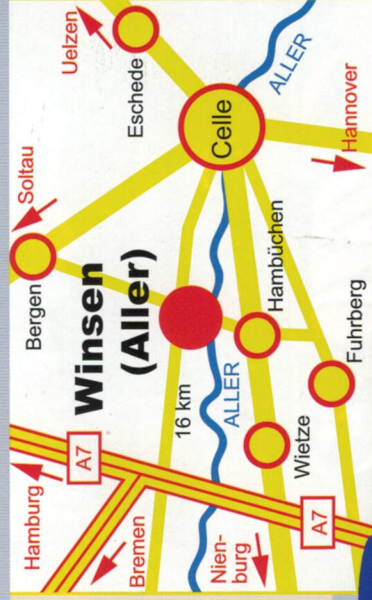 Hamburg
A7
Bremen
Nien-
burg
A7
Bergen
Soltau
Winsen
(Aller)
16 km
ALLER
Wietze
Fuhrberg
Hambüchen
Uelzen
Eschede
Celle
ALLER
Hannover